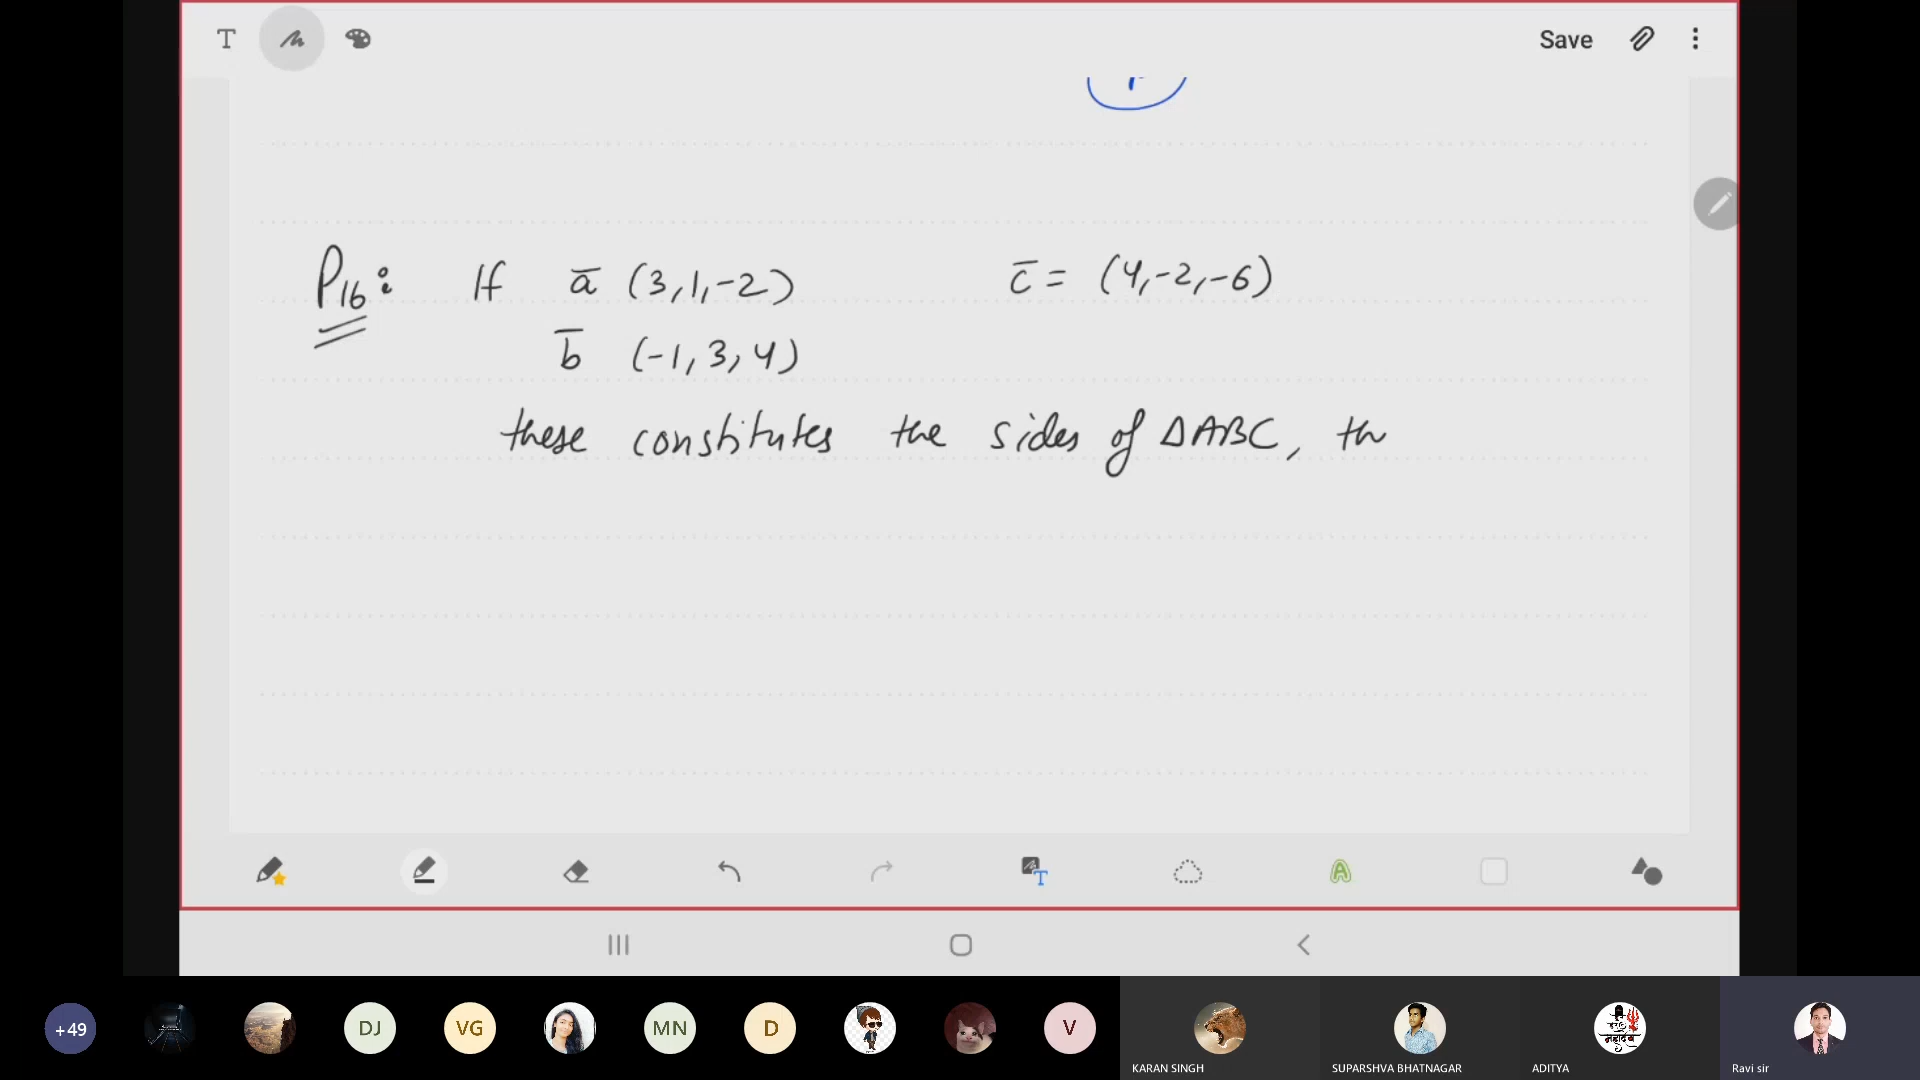 T
Save
P16: If a̅ (3,1,-2) c̅ = (4,-2,-6)
b̅ (-1,3,4)
these constitutes the sides of ΔABC, th
T
A
+49
DJ
VG
MN
D
V
KARAN SINGH
SUPARSHVA BHATNAGAR
ADITYA
Ravi sir